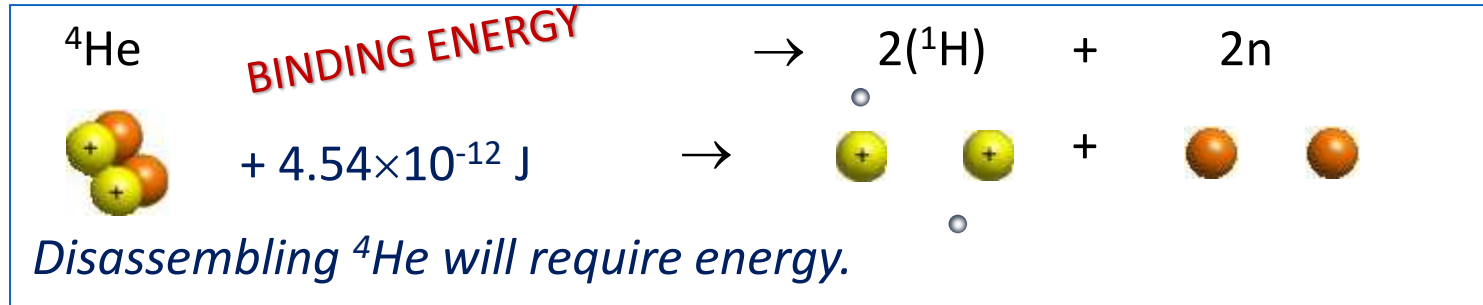 ⁴He BINDING ENERGY → 2(¹H) + 2n
+ + + 4.54×10⁻¹² J → + + +
Disassembling ⁴He will require energy.